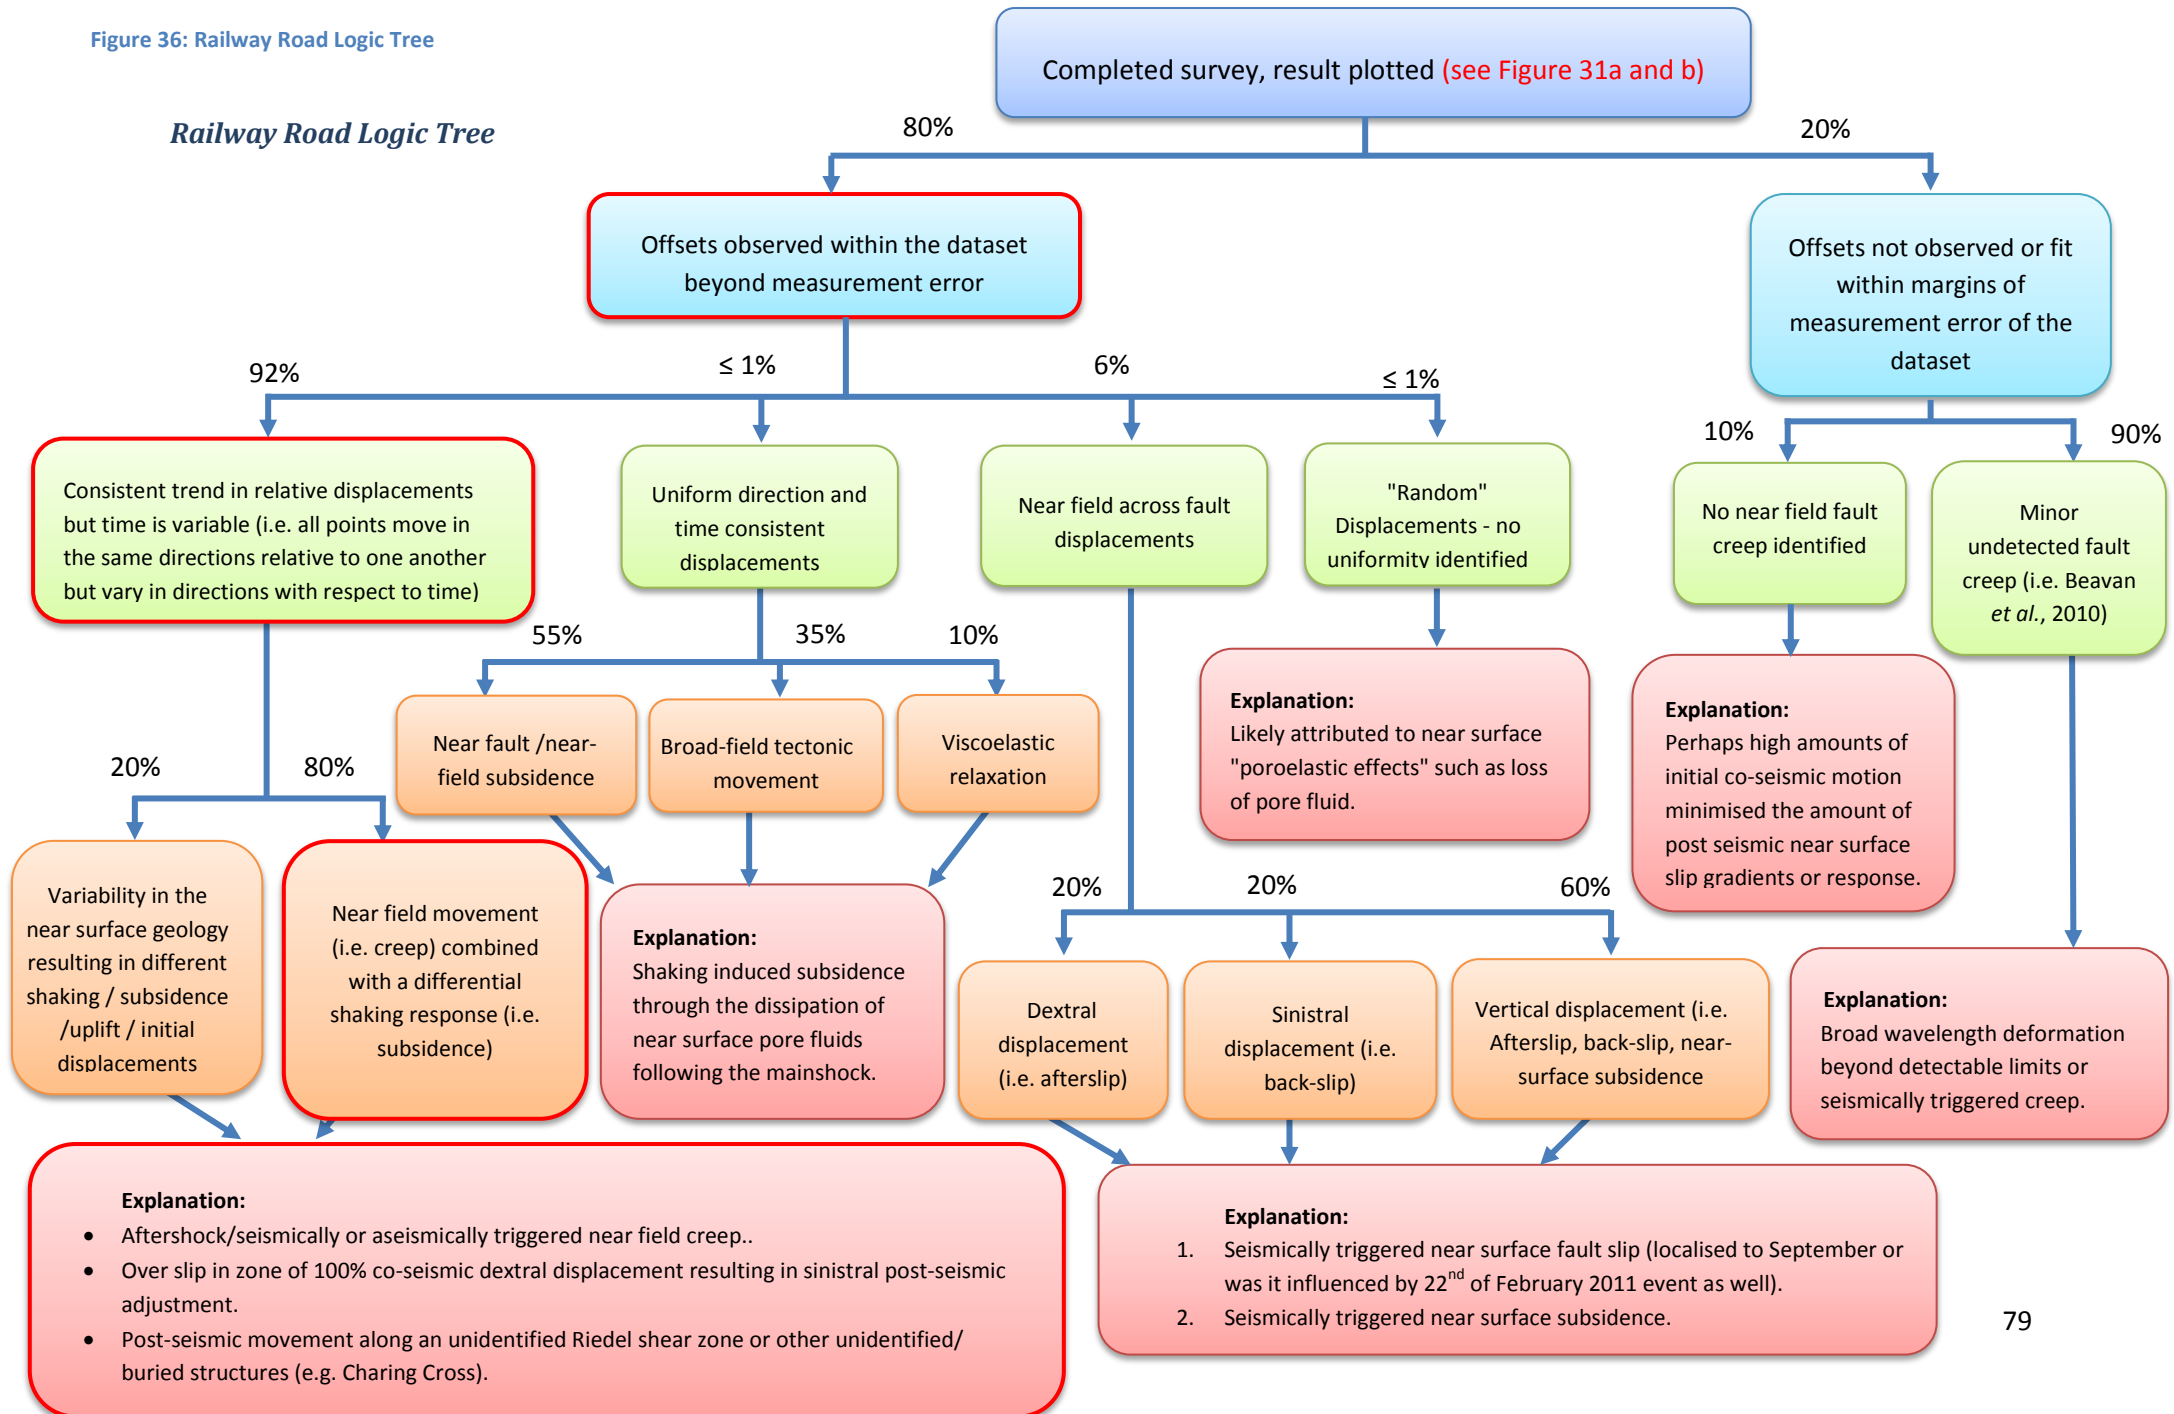 Figure 36: Railway Road Logic Tree
Railway Road Logic Tree
Completed survey, result plotted (see Figure 31a and b)
80%
20%
Offsets observed within the dataset
beyond measurement error
Offsets not observed or fit
within margins of
measurement error of the
dataset
92%
≤ 1%
6%
≤ 1%
10%
90%
Consistent trend in relative displacements
but time is variable (i.e. all points move in
the same directions relative to one another
but vary in directions with respect to time)
Uniform direction and
time consistent
displacements
Near field across fault
displacements
"Random"
Displacements - no
uniformity identified
No near field fault
creep identified
Minor
undetected fault
creep (i.e. Beavan
et al., 2010)
55%
35%
10%
Near fault /near-
field subsidence
Broad-field tectonic
movement
Viscoelastic
relaxation
Explanation:
Likely attributed to near surface
"poroelastic effects" such as loss
of pore fluid.
Explanation:
Perhaps high amounts of
initial co-seismic motion
minimised the amount of
post seismic near surface
slip gradients or response.
20%
80%
Variability in the
near surface geology
resulting in different
shaking / subsidence
/uplift / initial
displacements
Near field movement
(i.e. creep) combined
with a differential
shaking response (i.e.
subsidence)
Explanation:
Shaking induced subsidence
through the dissipation of
near surface pore fluids
following the mainshock.
20%
20%
60%
Dextral
displacement
(i.e. afterslip)
Sinistral
displacement (i.e.
back-slip)
Vertical displacement (i.e.
Afterslip, back-slip, near-
surface subsidence
Explanation:
Broad wavelength deformation
beyond detectable limits or
seismically triggered creep.
Explanation:
• Aftershock/seismically or aseismically triggered near field creep..
• Over slip in zone of 100% co-seismic dextral displacement resulting in sinistral post-seismic
adjustment.
• Post-seismic movement along an unidentified Riedel shear zone or other unidentified/
buried structures (e.g. Charing Cross).
Explanation:
1. Seismically triggered near surface fault slip (localised to September or
was it influenced by 22nd of February 2011 event as well).
2. Seismically triggered near surface subsidence.
79